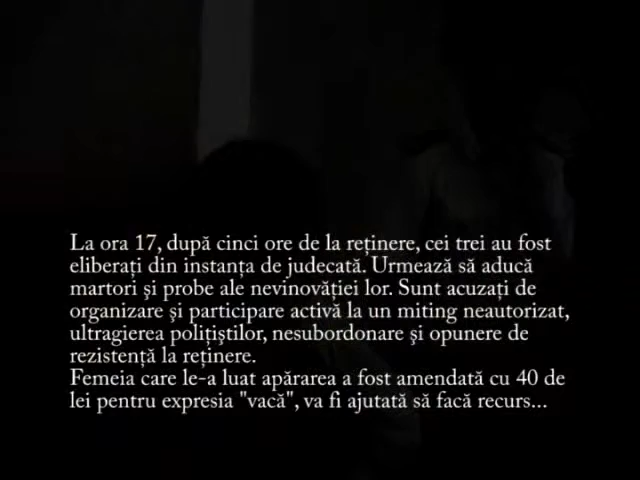 La ora 17, după cinci ore de la reținere, cei trei au fost
eliberați din instanța de judecată. Urmează să aducă
martori şi probe ale nevinovăției lor. Sunt acuzați de
organizare şi participare activă la un miting neautorizat,
ultragierea polițiștilor, nesubordonare şi opunere de
rezistență la reținere.
Femeia care le-a luat apărarea a fost amendată cu 40 de
lei pentru expresia "vacă", va fi ajutată să facă recurs...